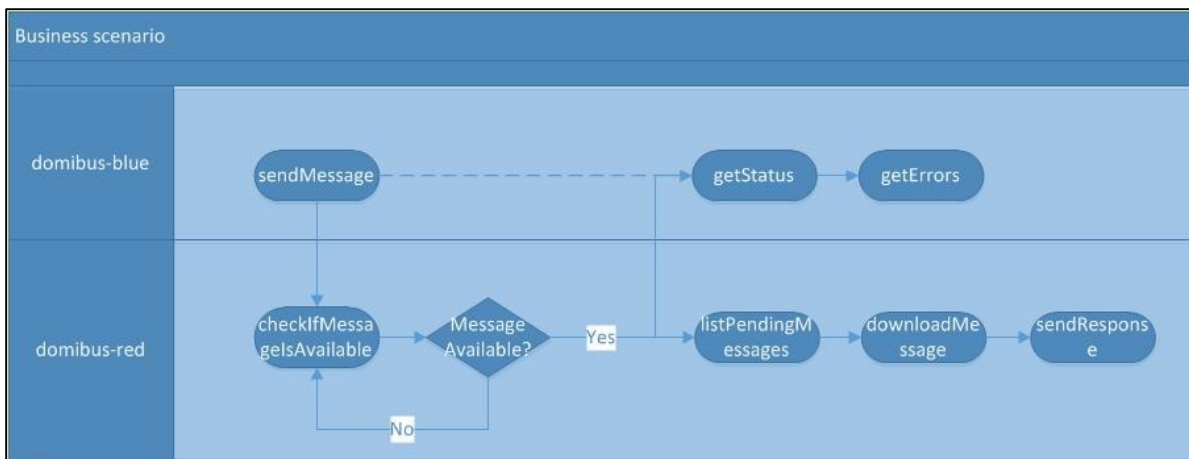 Business scenario
domibus-blue
sendMessage
getStatus
getErrors
domibus-red
checkIfMessa
geIsAvailable
Message
Available?
Yes
listPendingM
essages
downloadMe
ssage
sendRespons
e
No